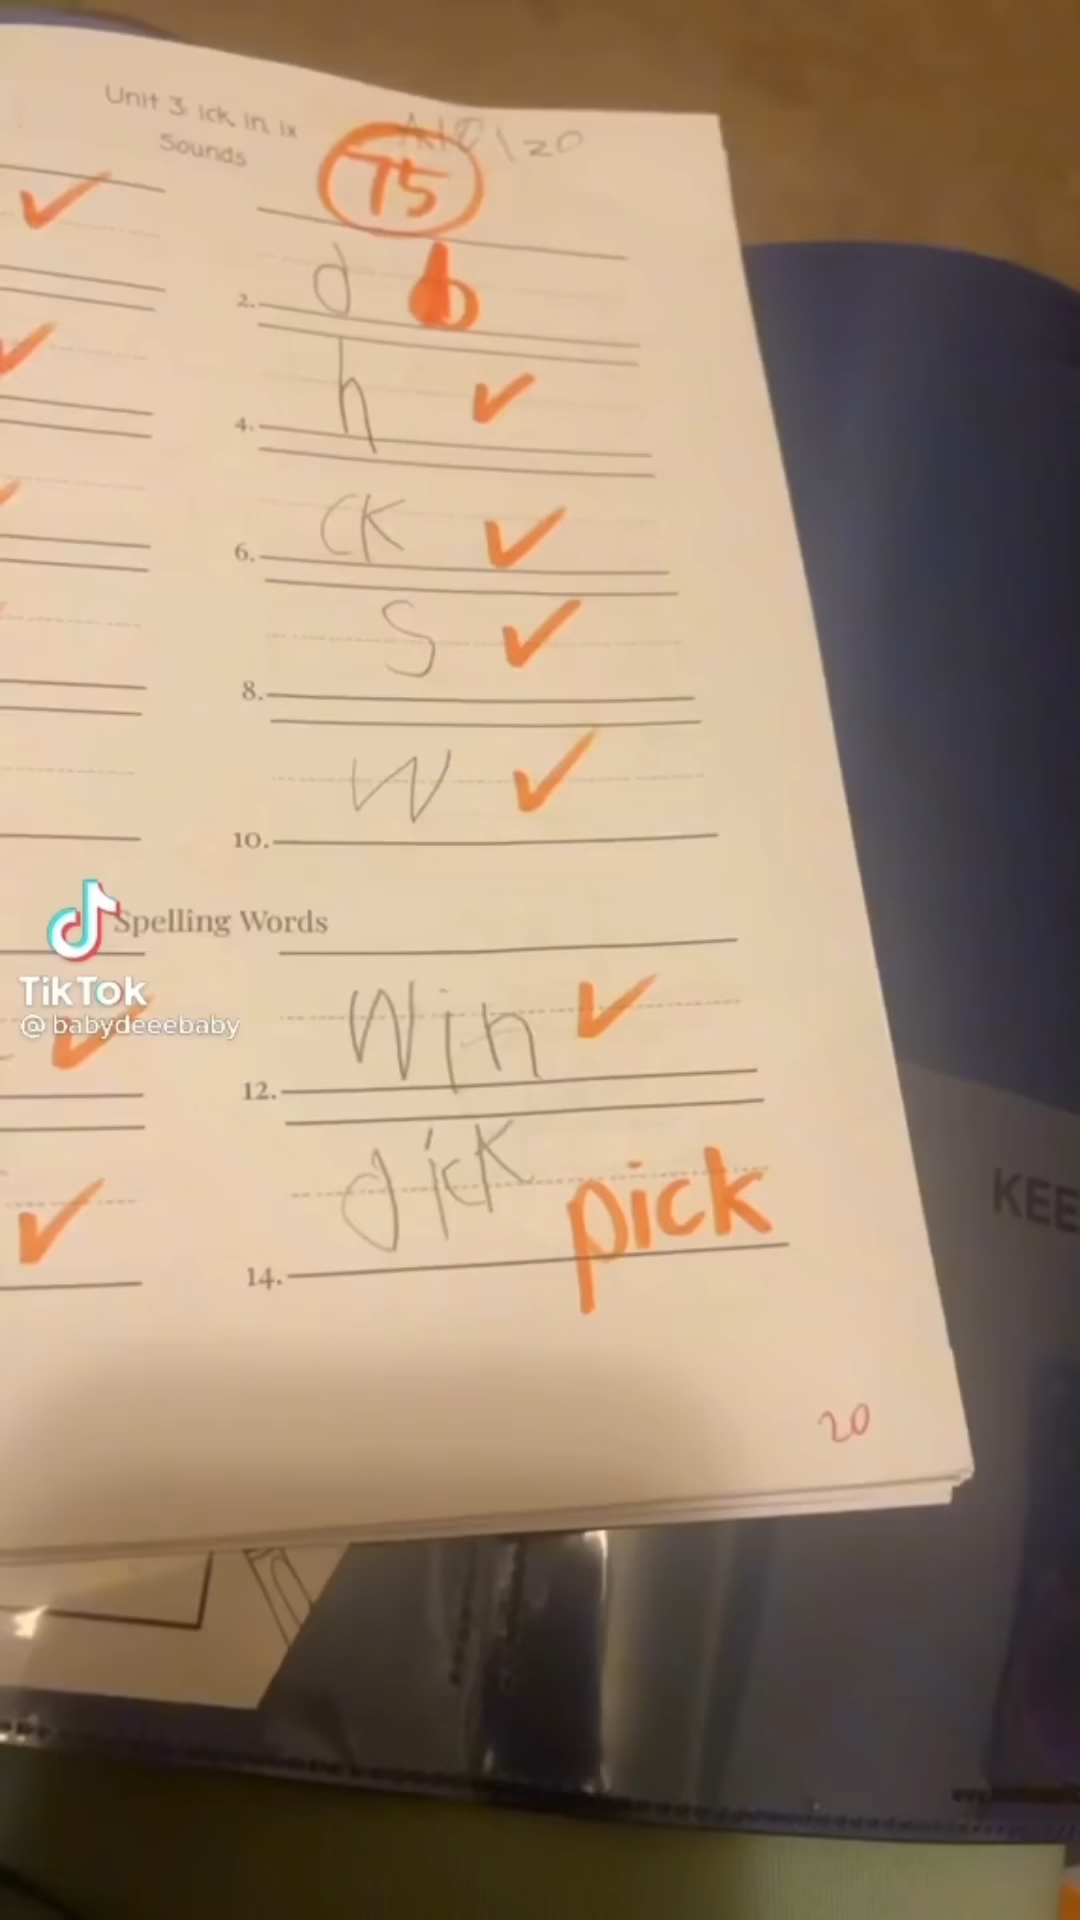 Unit 3: ick, in, ix
Sounds
75
2. d b
4. h
6. ck
8. S
10. W
Spelling Words
TikTok
@babydeeebaby
12. Win
14. dick pick
KEE
20